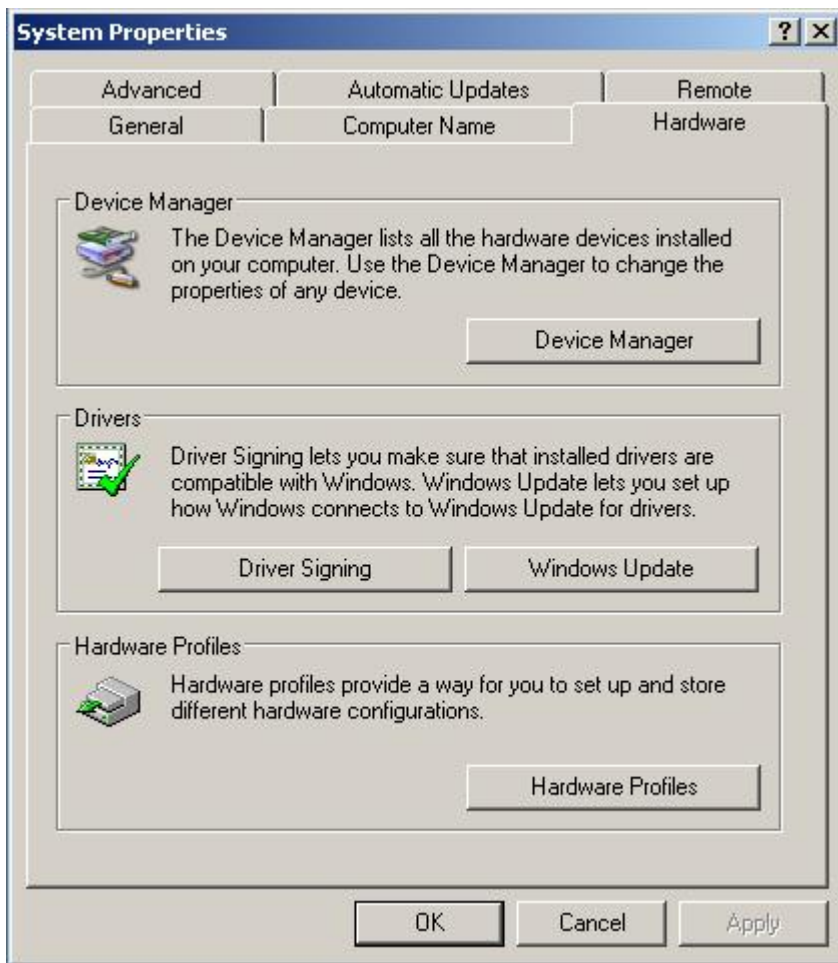 System Properties
Advanced
Automatic Updates
Remote
General
Computer Name
Hardware
Device Manager
The Device Manager lists all the hardware devices installed
on your computer. Use the Device Manager to change the
properties of any device.
Device Manager
Drivers
Driver Signing lets you make sure that installed drivers are
compatible with Windows. Windows Update lets you set up
how Windows connects to Windows Update for drivers.
Driver Signing
Windows Update
Hardware Profiles
Hardware profiles provide a way for you to set up and store
different hardware configurations.
Hardware Profiles
OK
Cancel
Apply